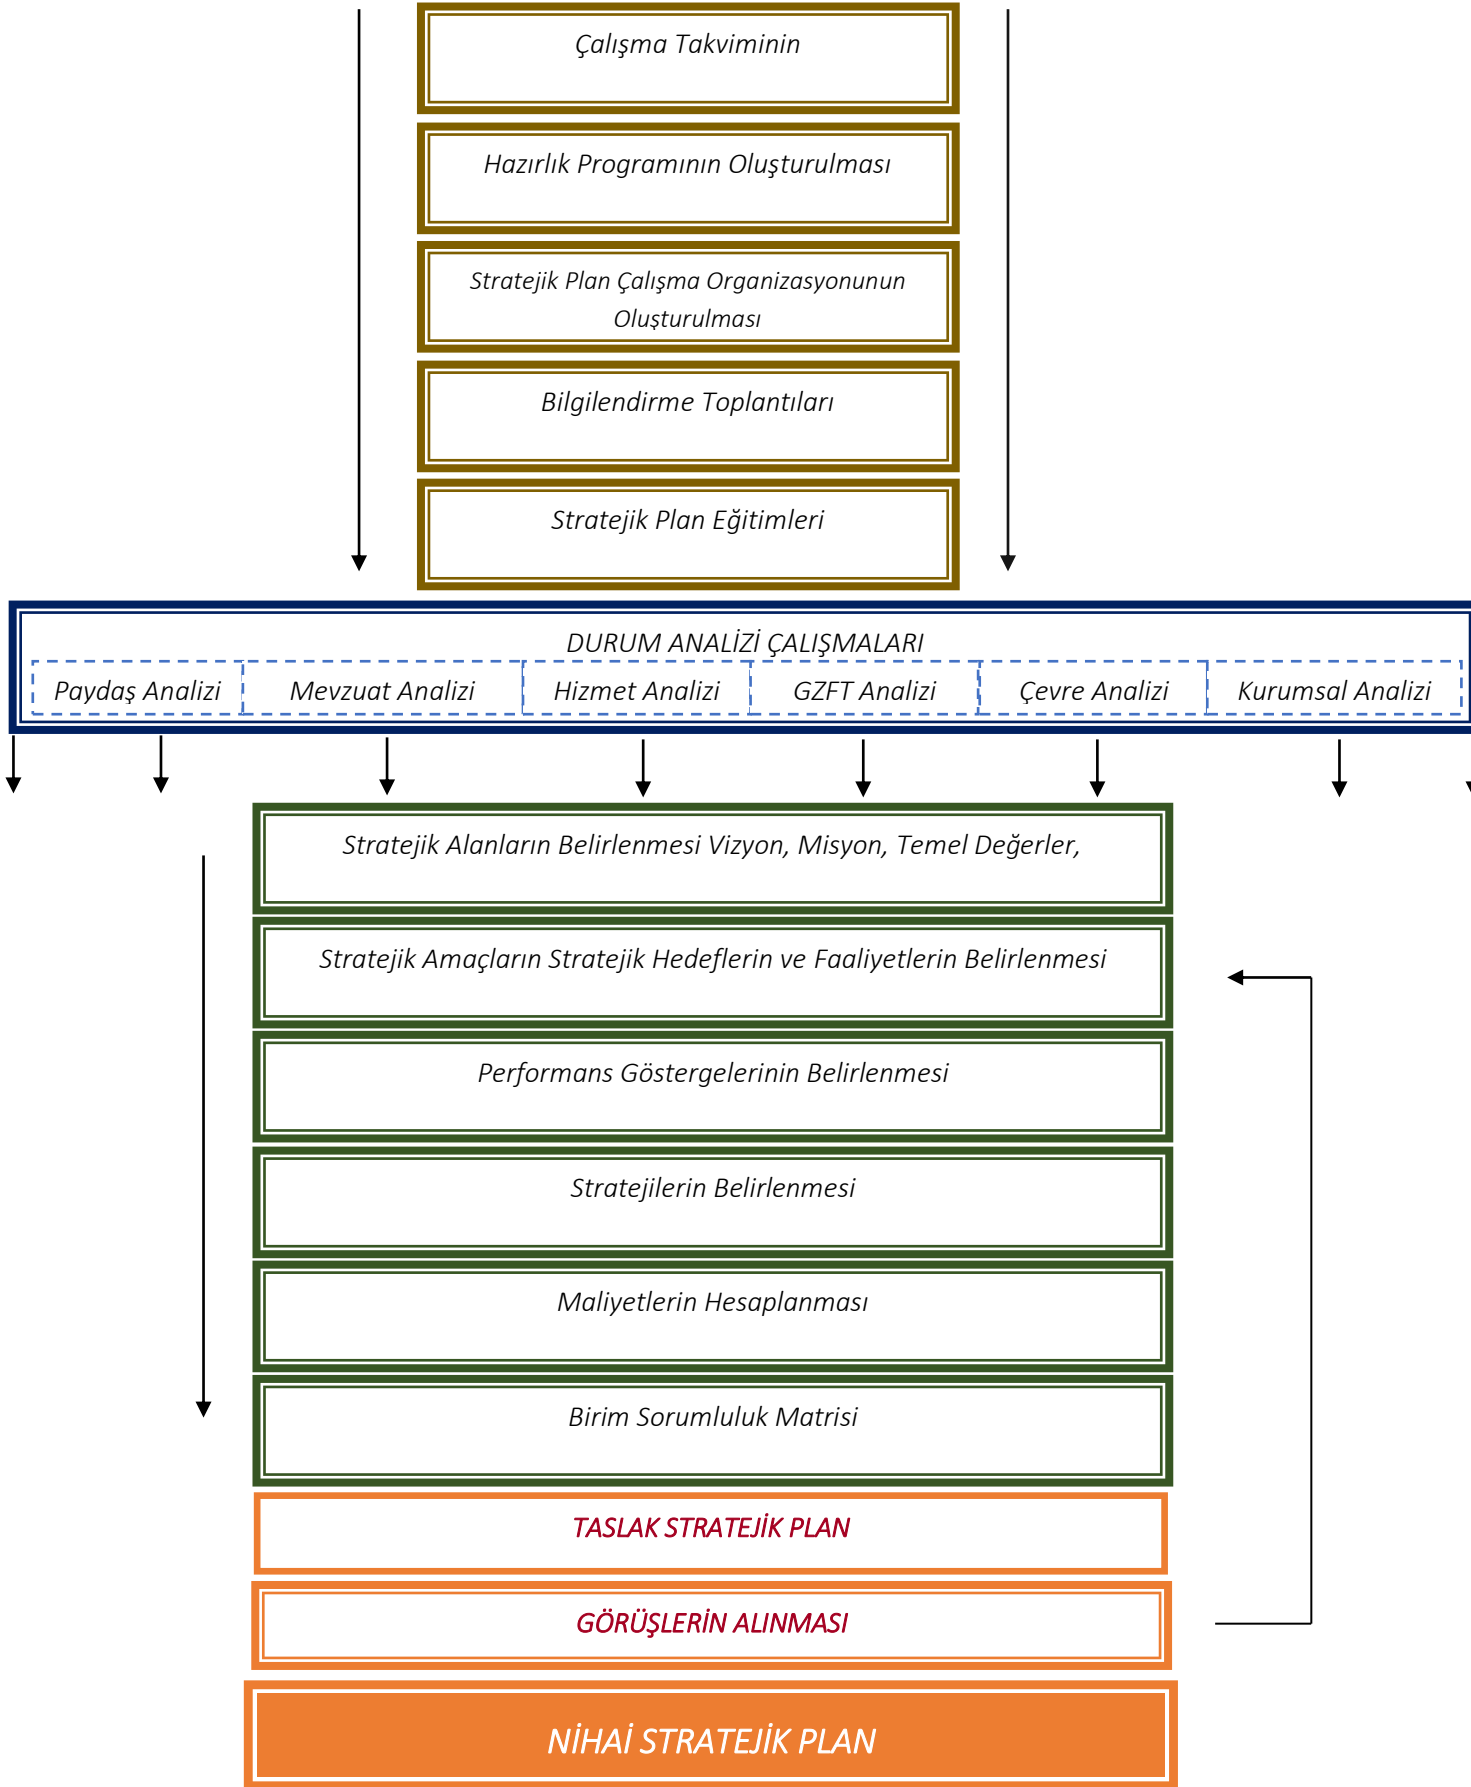 Çalışma Takviminin
Hazırlık Programının Oluşturulması
Stratejik Plan Çalışma Organizasyonunun
Oluşturulması
Bilgilendirme Toplantıları
Stratejik Plan Eğitimleri
DURUM ANALİZİ ÇALIŞMALARI
Paydaş Analizi Mevzuat Analizi Hizmet Analizi GZFT Analizi Çevre Analizi Kurumsal Analizi
Stratejik Alanların Belirlenmesi Vizyon, Misyon, Temel Değerler,
Stratejik Amaçların Stratejik Hedeflerin ve Faaliyetlerin Belirlenmesi
Performans Göstergelerinin Belirlenmesi
Stratejilerin Belirlenmesi
Maliyetlerin Hesaplanması
Birim Sorumluluk Matrisi
TASLAK STRATEJİK PLAN
GÖRÜŞLERİN ALINMASI
NİHAİ STRATEJİK PLAN